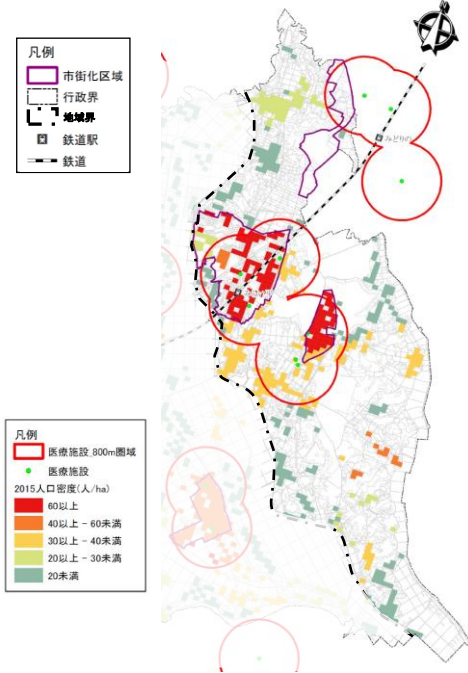 凡例
市街化区域
行政界
地域界
鉄道駅
鉄道
みどりの
凡例
医療施設_800m圏域
医療施設
2015人口密度(人/ha)
60以上
40以上 - 60未満
30以上 - 40未満
20以上 - 30未満
20未満